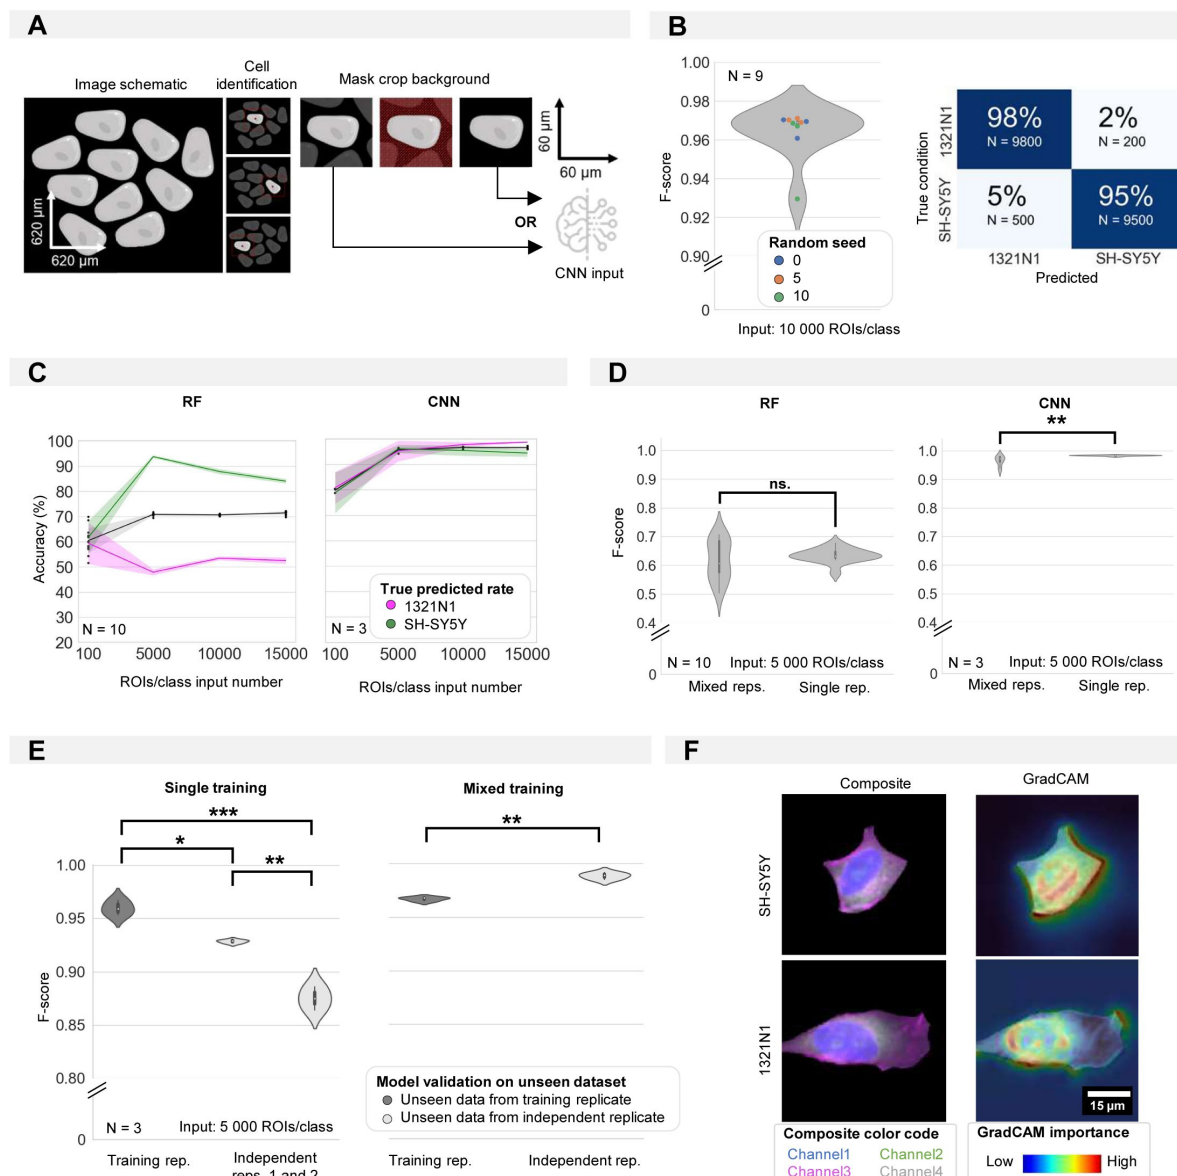 A
Image schematic
Cell
identification
Mask crop background
620 µm
620 µm
60 µm
60 µm
OR
CNN input
B
1.00
0.98
0.96
0.94
0.92
0.90
0
F-score
N = 9
Random seed
0
5
10
Input: 10 000 ROIs/class
True condition
1321N1
SH-SY5Y
98%
N = 9800
2%
N = 200
5%
N = 500
95%
N = 9500
1321N1
SH-SY5Y
Predicted
C
RF
CNN
Accuracy (%)
100
90
80
70
60
50
40
30
20
N = 10
100 5000 10000 15000
ROIs/class input number
N = 3
True predicted rate
1321N1
SH-SY5Y
100 5000 10000 15000
ROIs/class input number
D
RF
F-score
1.0
0.9
0.8
0.7
0.6
0.5
0.4
0
ns.
N = 10 Input: 5 000 ROIs/class
Mixed reps. Single rep.
CNN
1.0
0.9
0.8
0.7
0.6
0.5
0.4
0
**
N = 3 Input: 5 000 ROIs/class
Mixed reps. Single rep.
E
Single training
Mixed training
***
*
**
**
F-score
1.00
0.95
0.90
0.85
0.80
0
N = 3 Input: 5 000 ROIs/class
Model validation on unseen dataset
Unseen data from training replicate
Unseen data from independent replicate
Training rep.
Independent
reps. 1 and 2
Training rep.
Independent rep.
F
Composite
GradCAM
SH-SY5Y
1321N1
15 µm
Composite color code
Channel1 Channel2
Channel3 Channel4
GradCAM importance
Low High